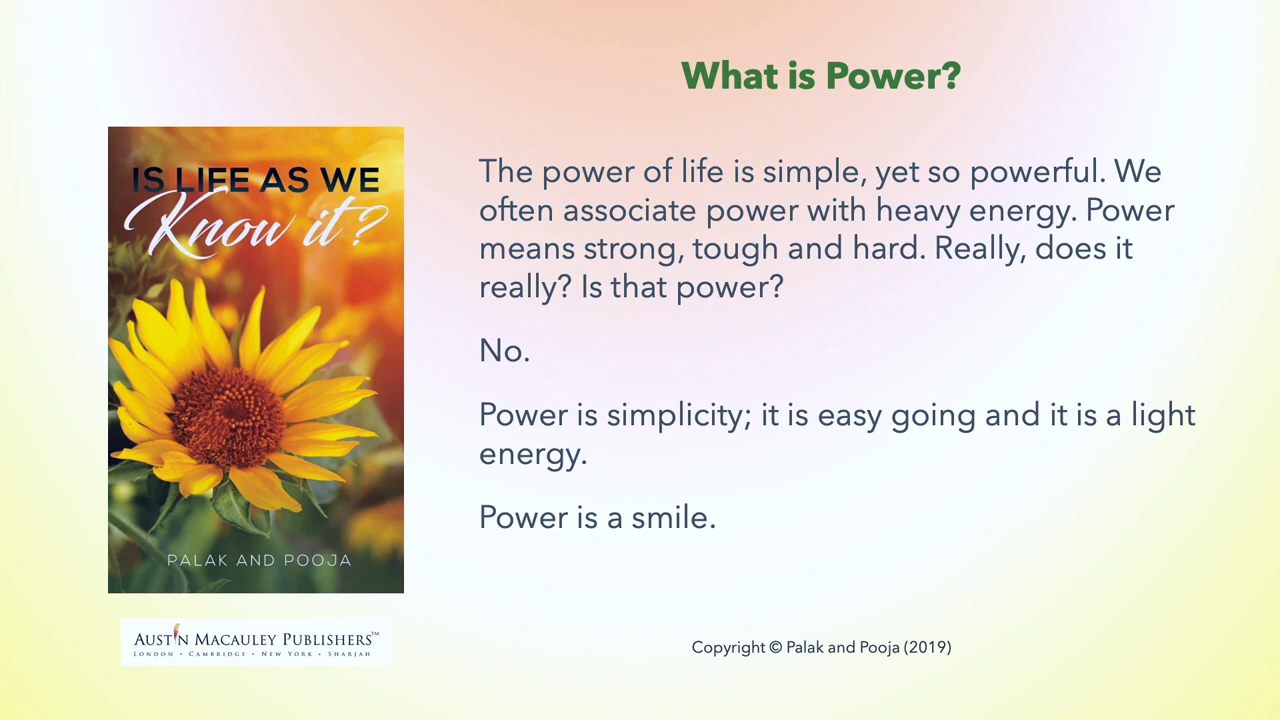 What is Power?
IS LIFE AS WE
Know it?
PALAK AND POOJA
AUSTIN MACAULEY PUBLISHERS™
LONDON • CAMBRIDGE • NEW YORK • SHARJAH
The power of life is simple, yet so powerful. We
often associate power with heavy energy. Power
means strong, tough and hard. Really, does it
really? Is that power?
No.
Power is simplicity; it is easy going and it is a light
energy.
Power is a smile.
Copyright © Palak and Pooja (2019)